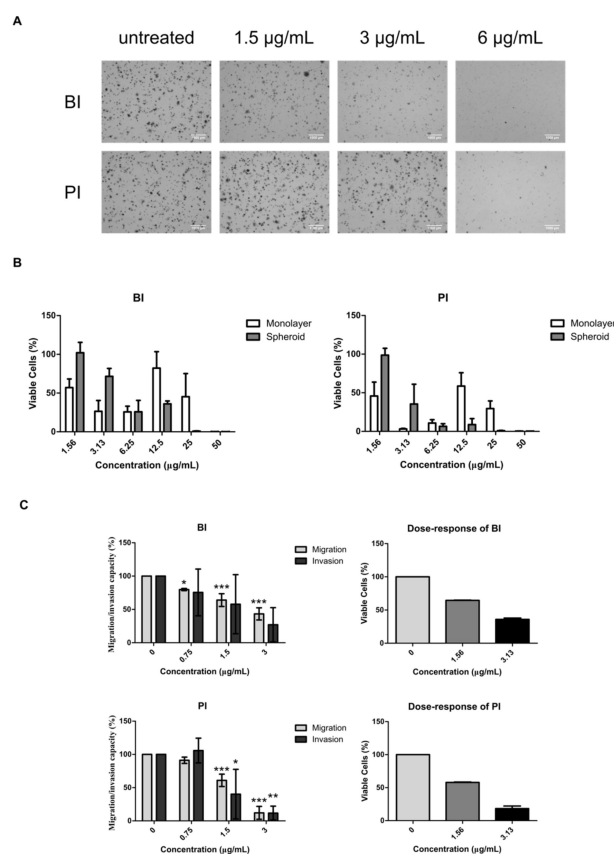 A
untreated 1.5 µg/mL 3 µg/mL 6 µg/mL
BI
PI
B
BI
Viable Cells (%)
150
100
50
0
1.56 3.13 6.25 12.5 25 50
Concentration (µg/mL)
Monolayer
Spheroid
PI
Viable Cells (%)
150
100
50
0
1.56 3.13 6.25 12.5 25 50
Concentration (µg/mL)
Monolayer
Spheroid
C
BI
Migration/invasion capacity (%)
150
100
50
0
* *** ***
0 0.75 1.5 3
Concentration (µg/mL)
Migration
Invasion
Dose-response of BI
Viable Cells (%)
150
100
50
0
0 1.56 3.13
Concentration (µg/mL)
PI
Migration/invasion capacity (%)
150
100
50
0
*** * *** **
0 0.75 1.5 3
Concentration (µg/mL)
Migration
Invasion
Dose-response of PI
Viable Cells (%)
150
100
50
0
0 1.56 3.13
Concentration (µg/mL)